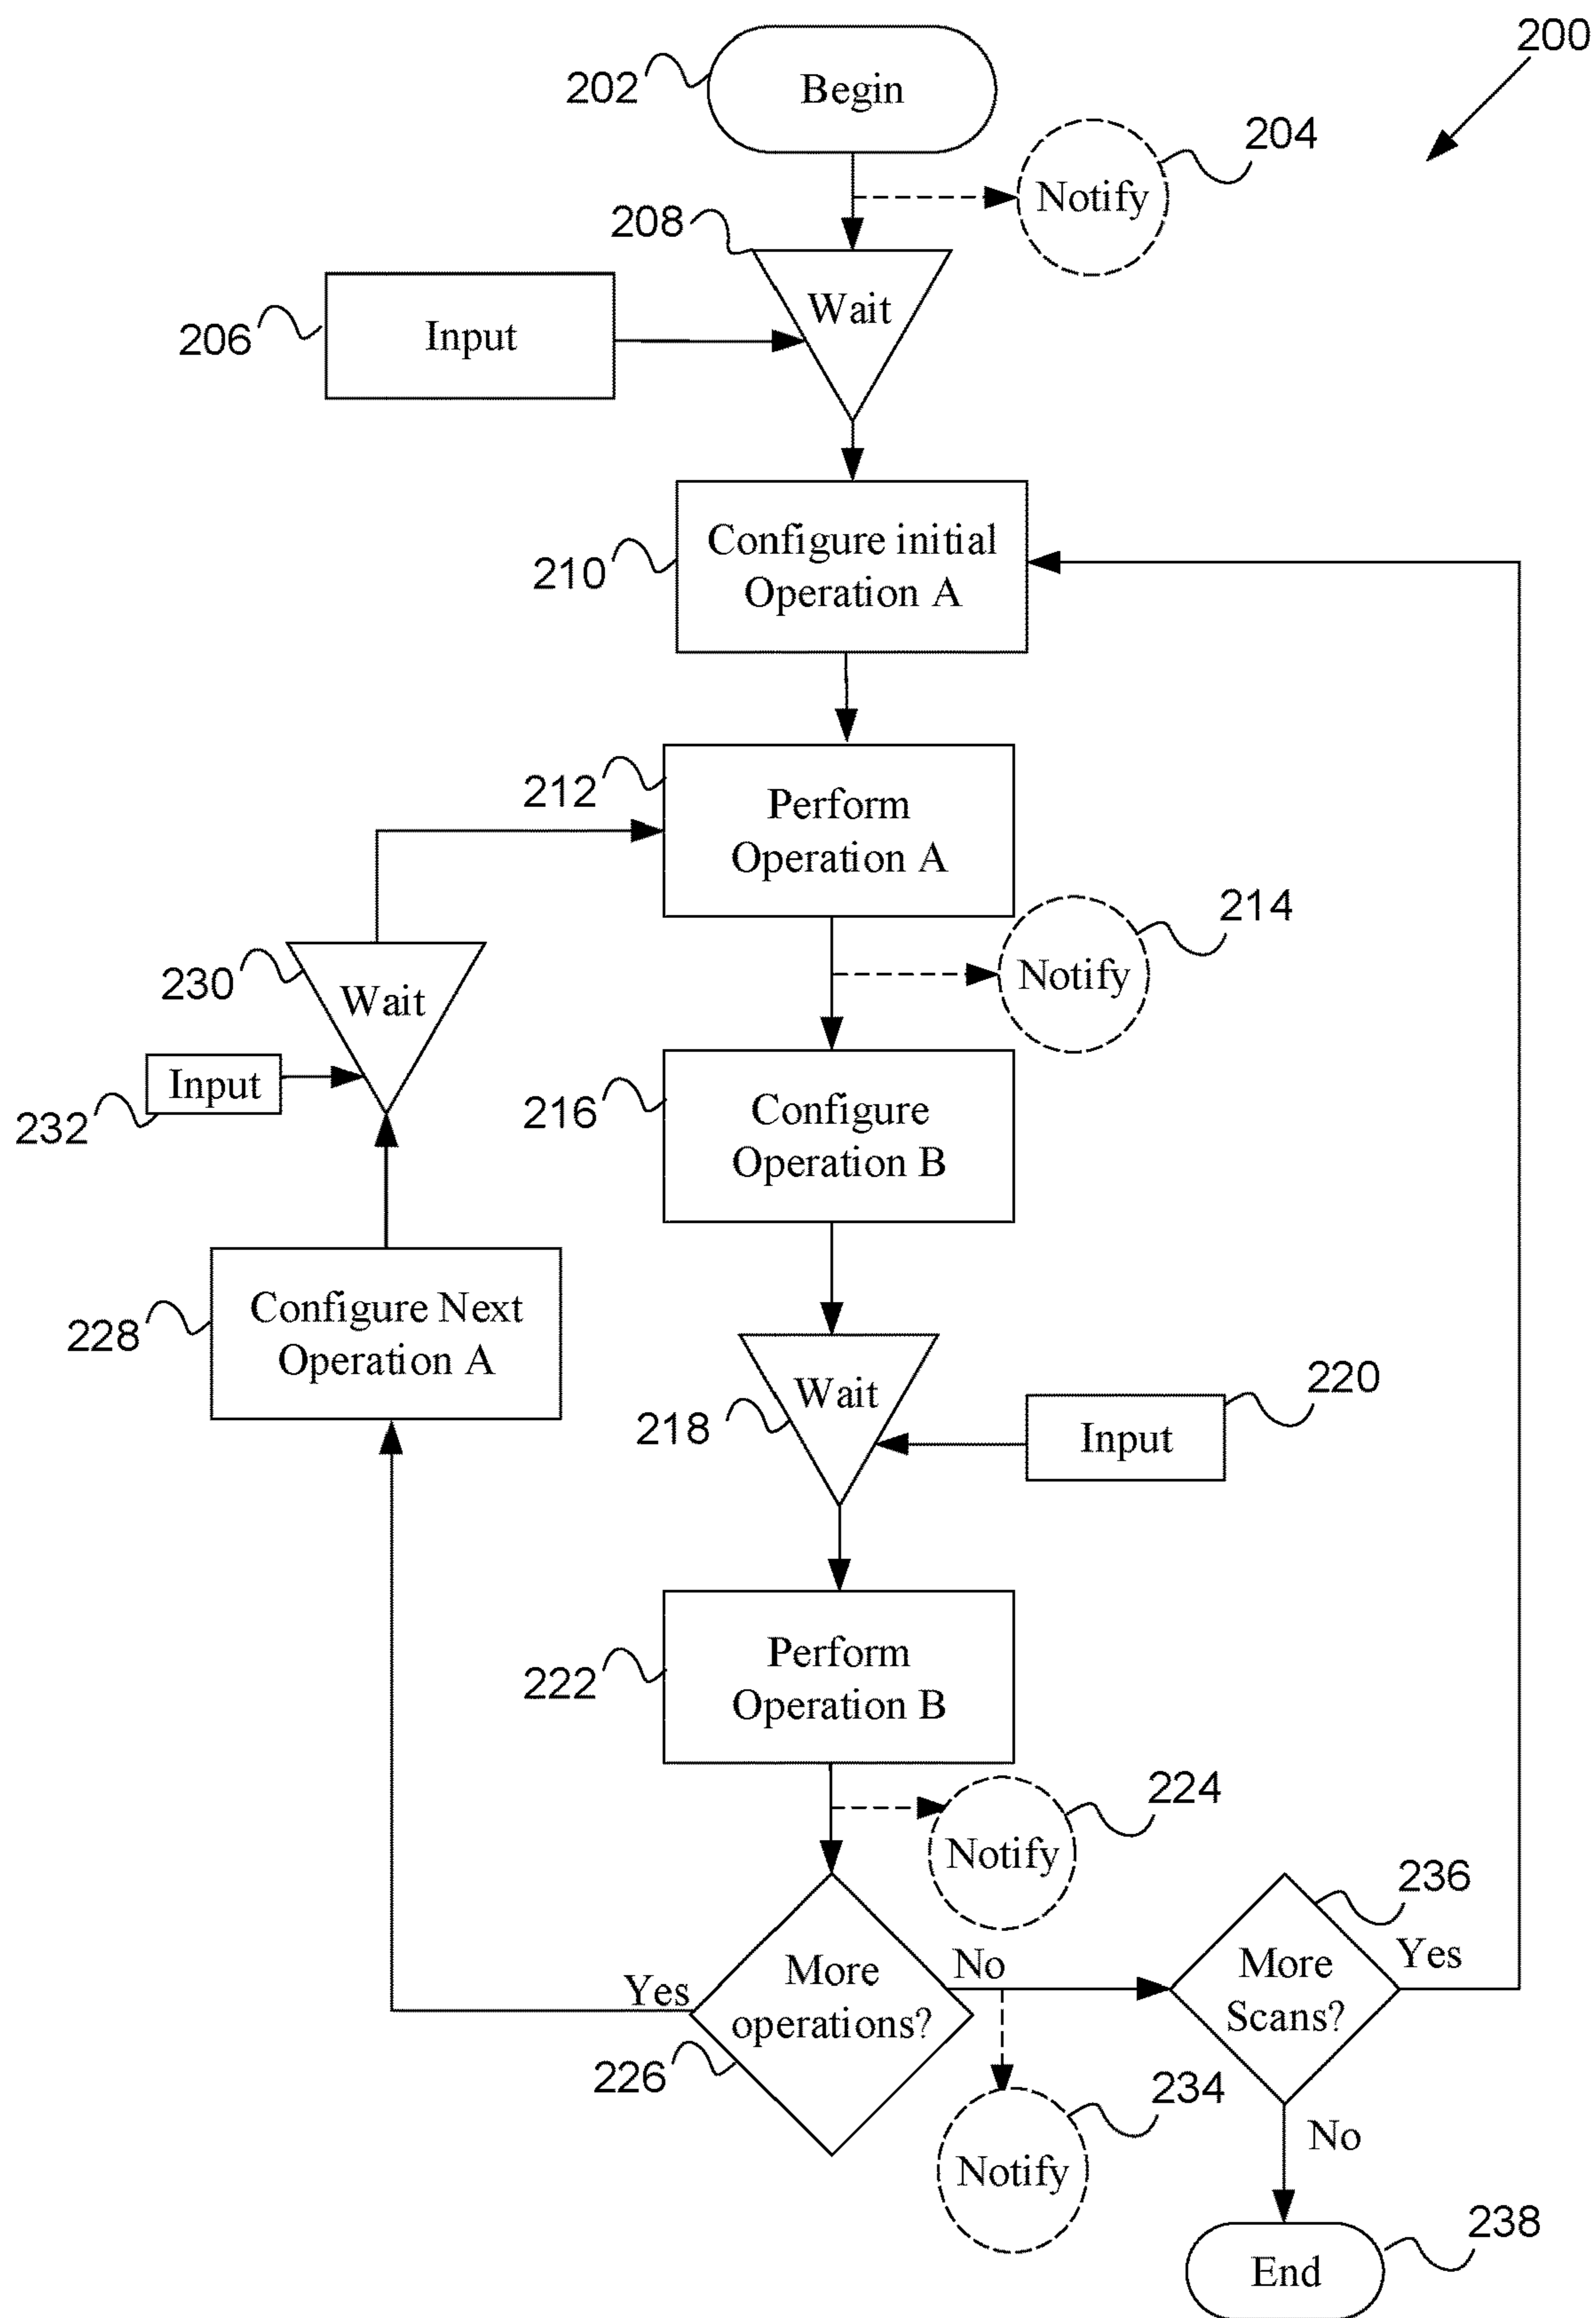 200
202
Begin
204
Notify
208
Wait
206
Input
210
Configure initial
Operation A
212
Perform
Operation A
214
Notify
230
Wait
232
Input
216
Configure
Operation B
228
Configure Next
Operation A
218
Wait
220
Input
222
Perform
Operation B
224
Notify
226
More
operations?
Yes
No
234
Notify
236
More
Scans?
Yes
No
238
End